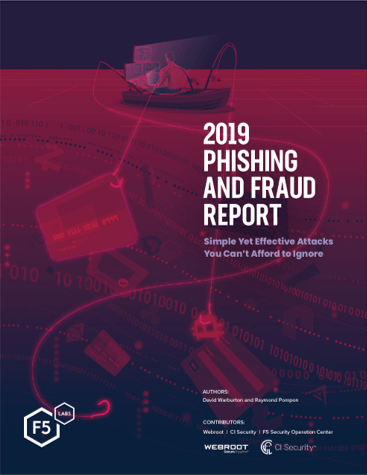 2019
PHISHING
AND FRAUD
REPORT
Simple Yet Effective Attacks
You Can't Afford to Ignore
AUTHORS:
David Warburton and Raymond Pompon
CONTRIBUTORS:
Webroot | CI Security | F5 Security Operation Center
F5 LABS
WEBROOT
CI Security